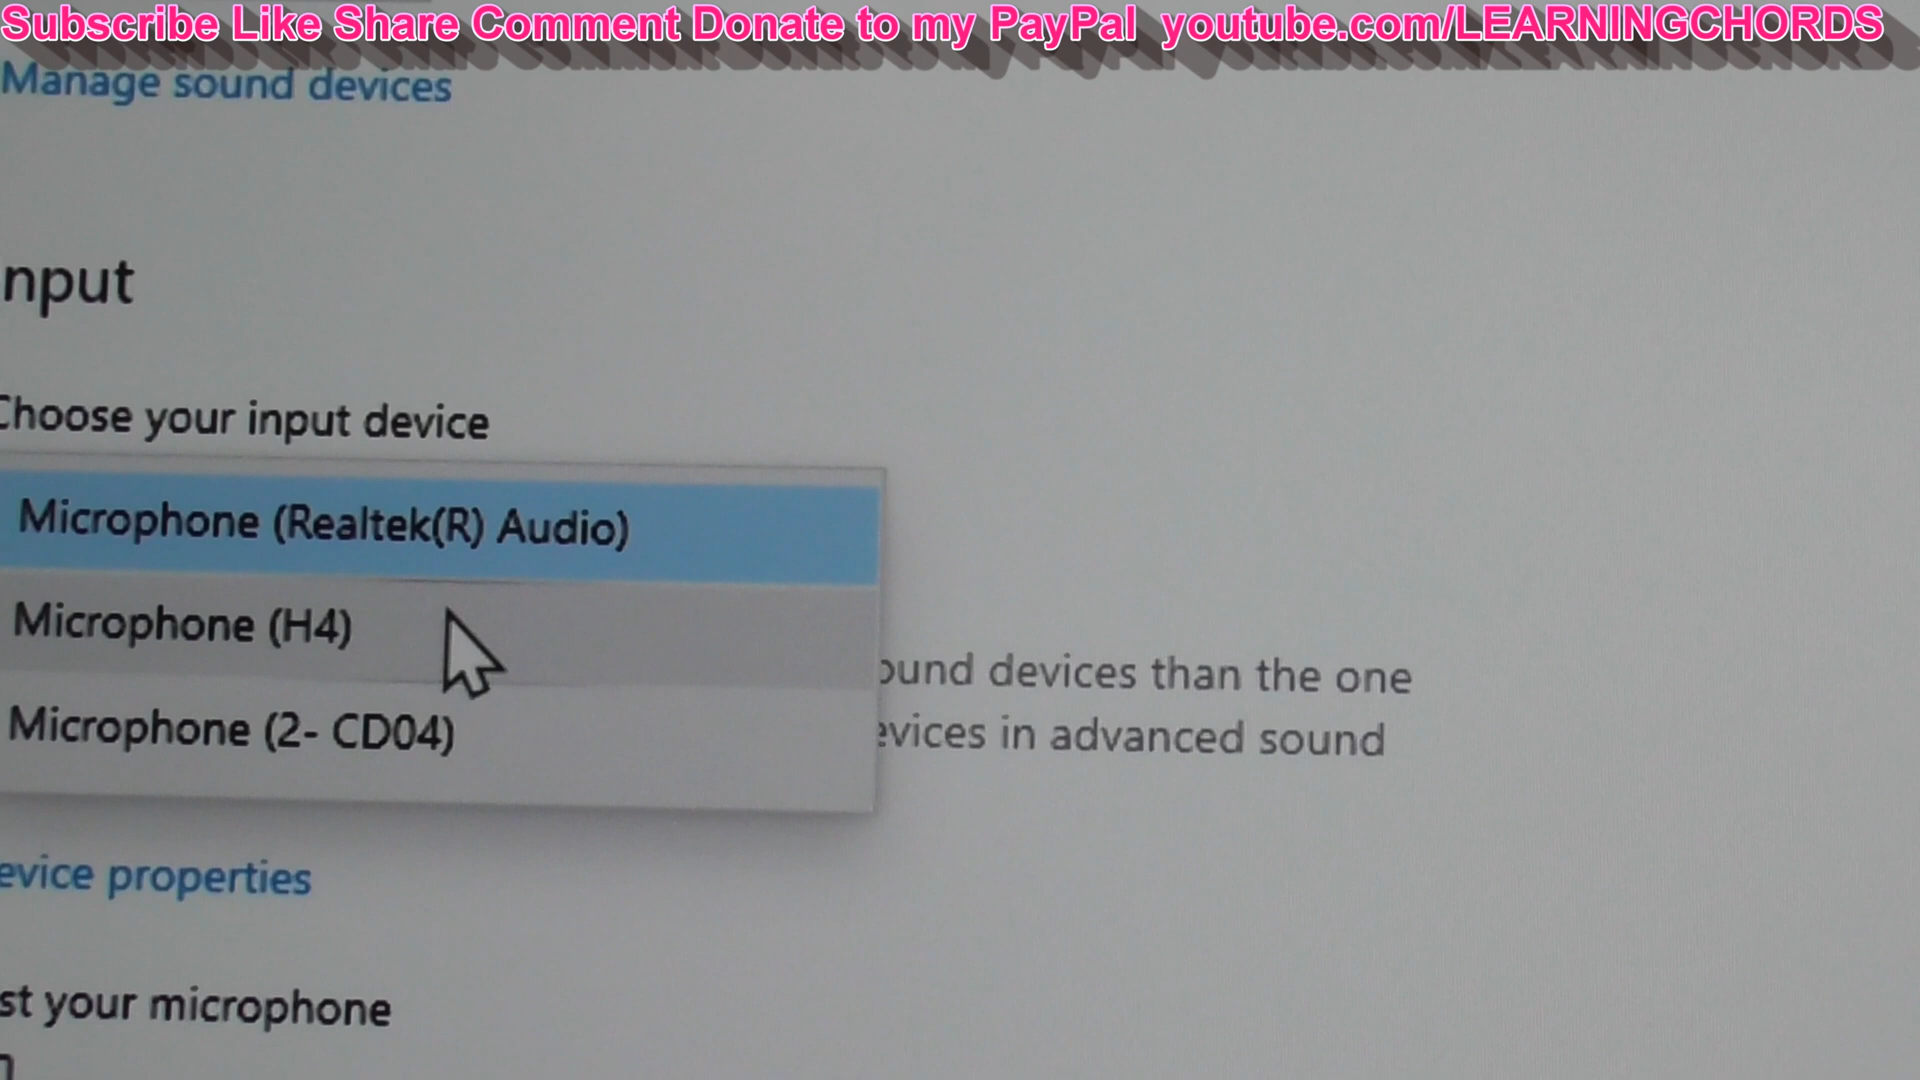 Subscribe Like Share Comment Donate to my PayPal youtube.com/LEARNINGCHORDS
Manage sound devices
nput
Choose your input device
Microphone (Realtek(R) Audio)
Microphone (H4)
Microphone (2- CD04)
ound devices than the one
evices in advanced sound
evice properties
st your microphone